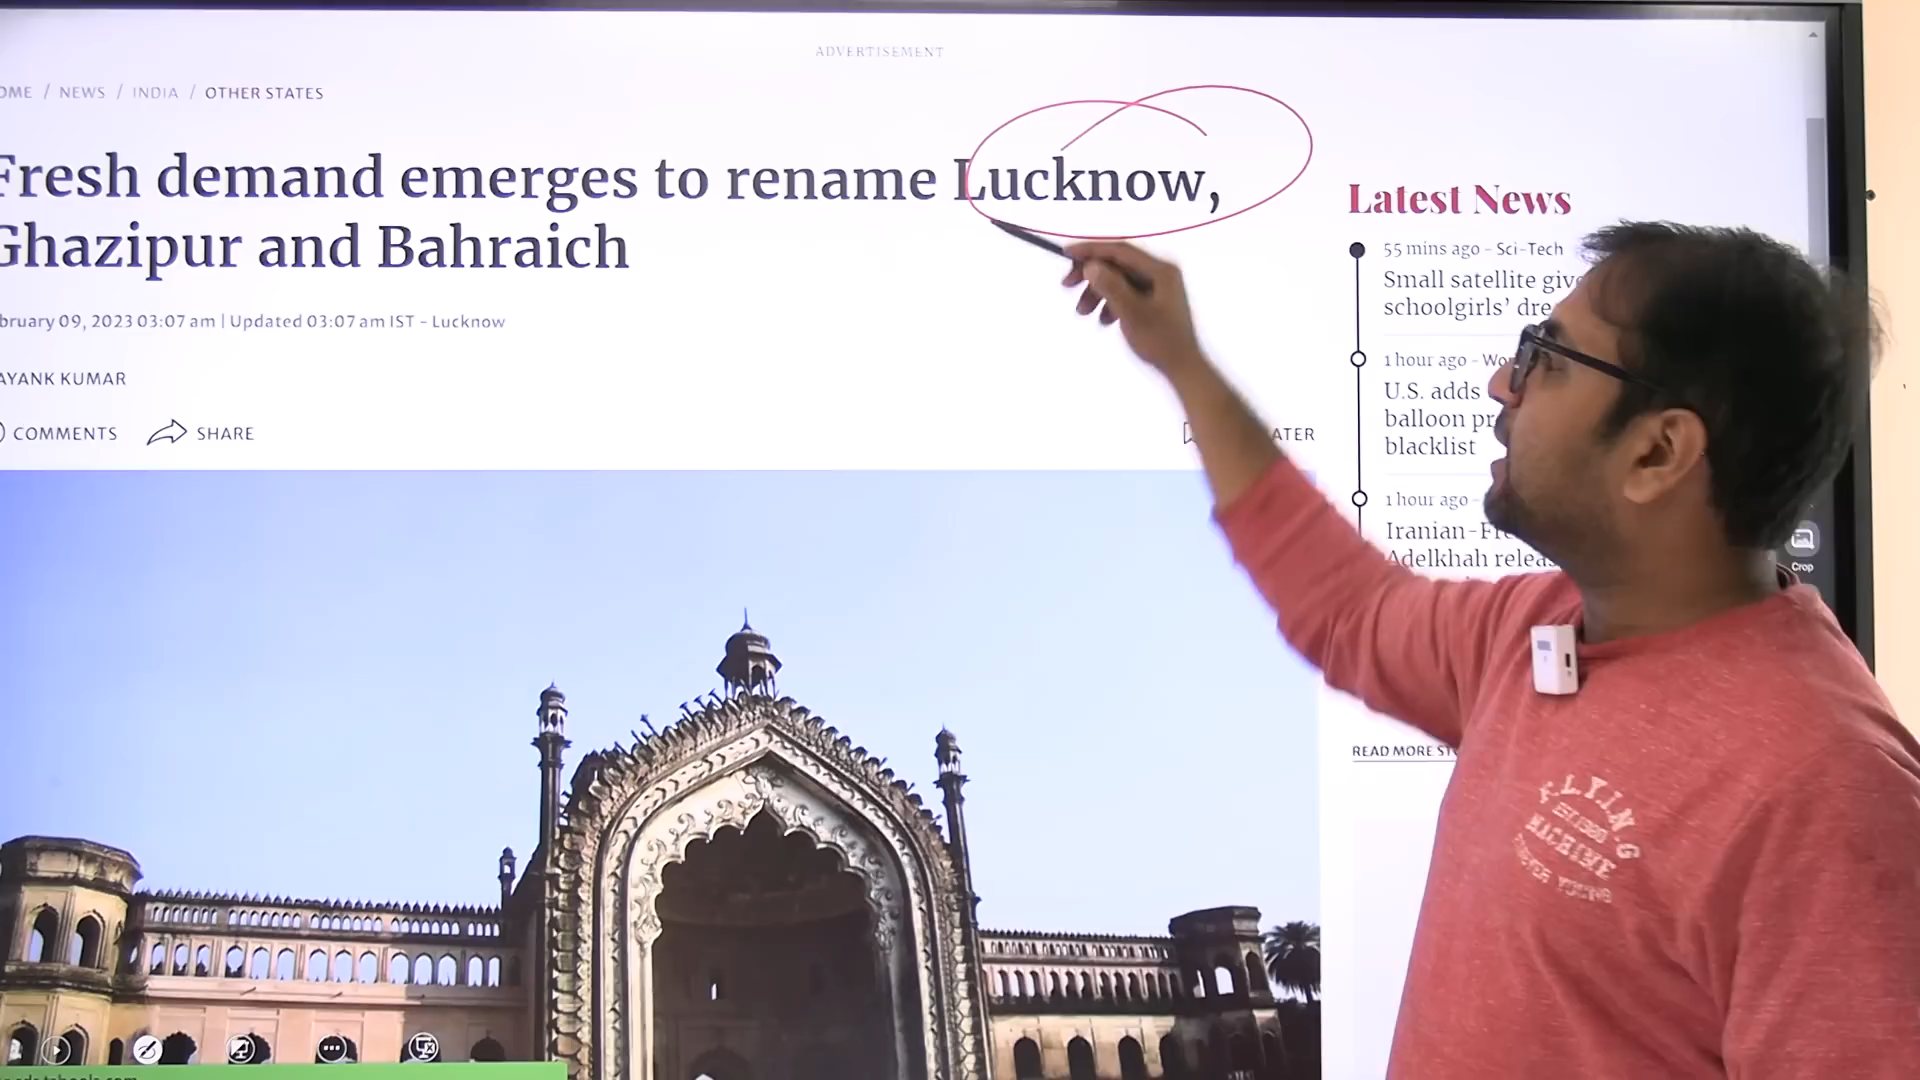 ADVERTISEMENT
OME / NEWS / INDIA / OTHER STATES
Fresh demand emerges to rename Lucknow,
Ghazipur and Bahraich
bruary 09, 2023 03:07 am | Updated 03:07 am IST - Lucknow
AYANK KUMAR
COMMENTS
SHARE
ATER
Latest News
55 mins ago - Sci-Tech
Small satellite giv
schoolgirls' dre
1 hour ago - Wo
U.S. adds
balloon pr
blacklist
1 hour ago -
Iranian-Fr
Adelkhah releas
READ MORE ST
Crop
FLYING
MACHINE